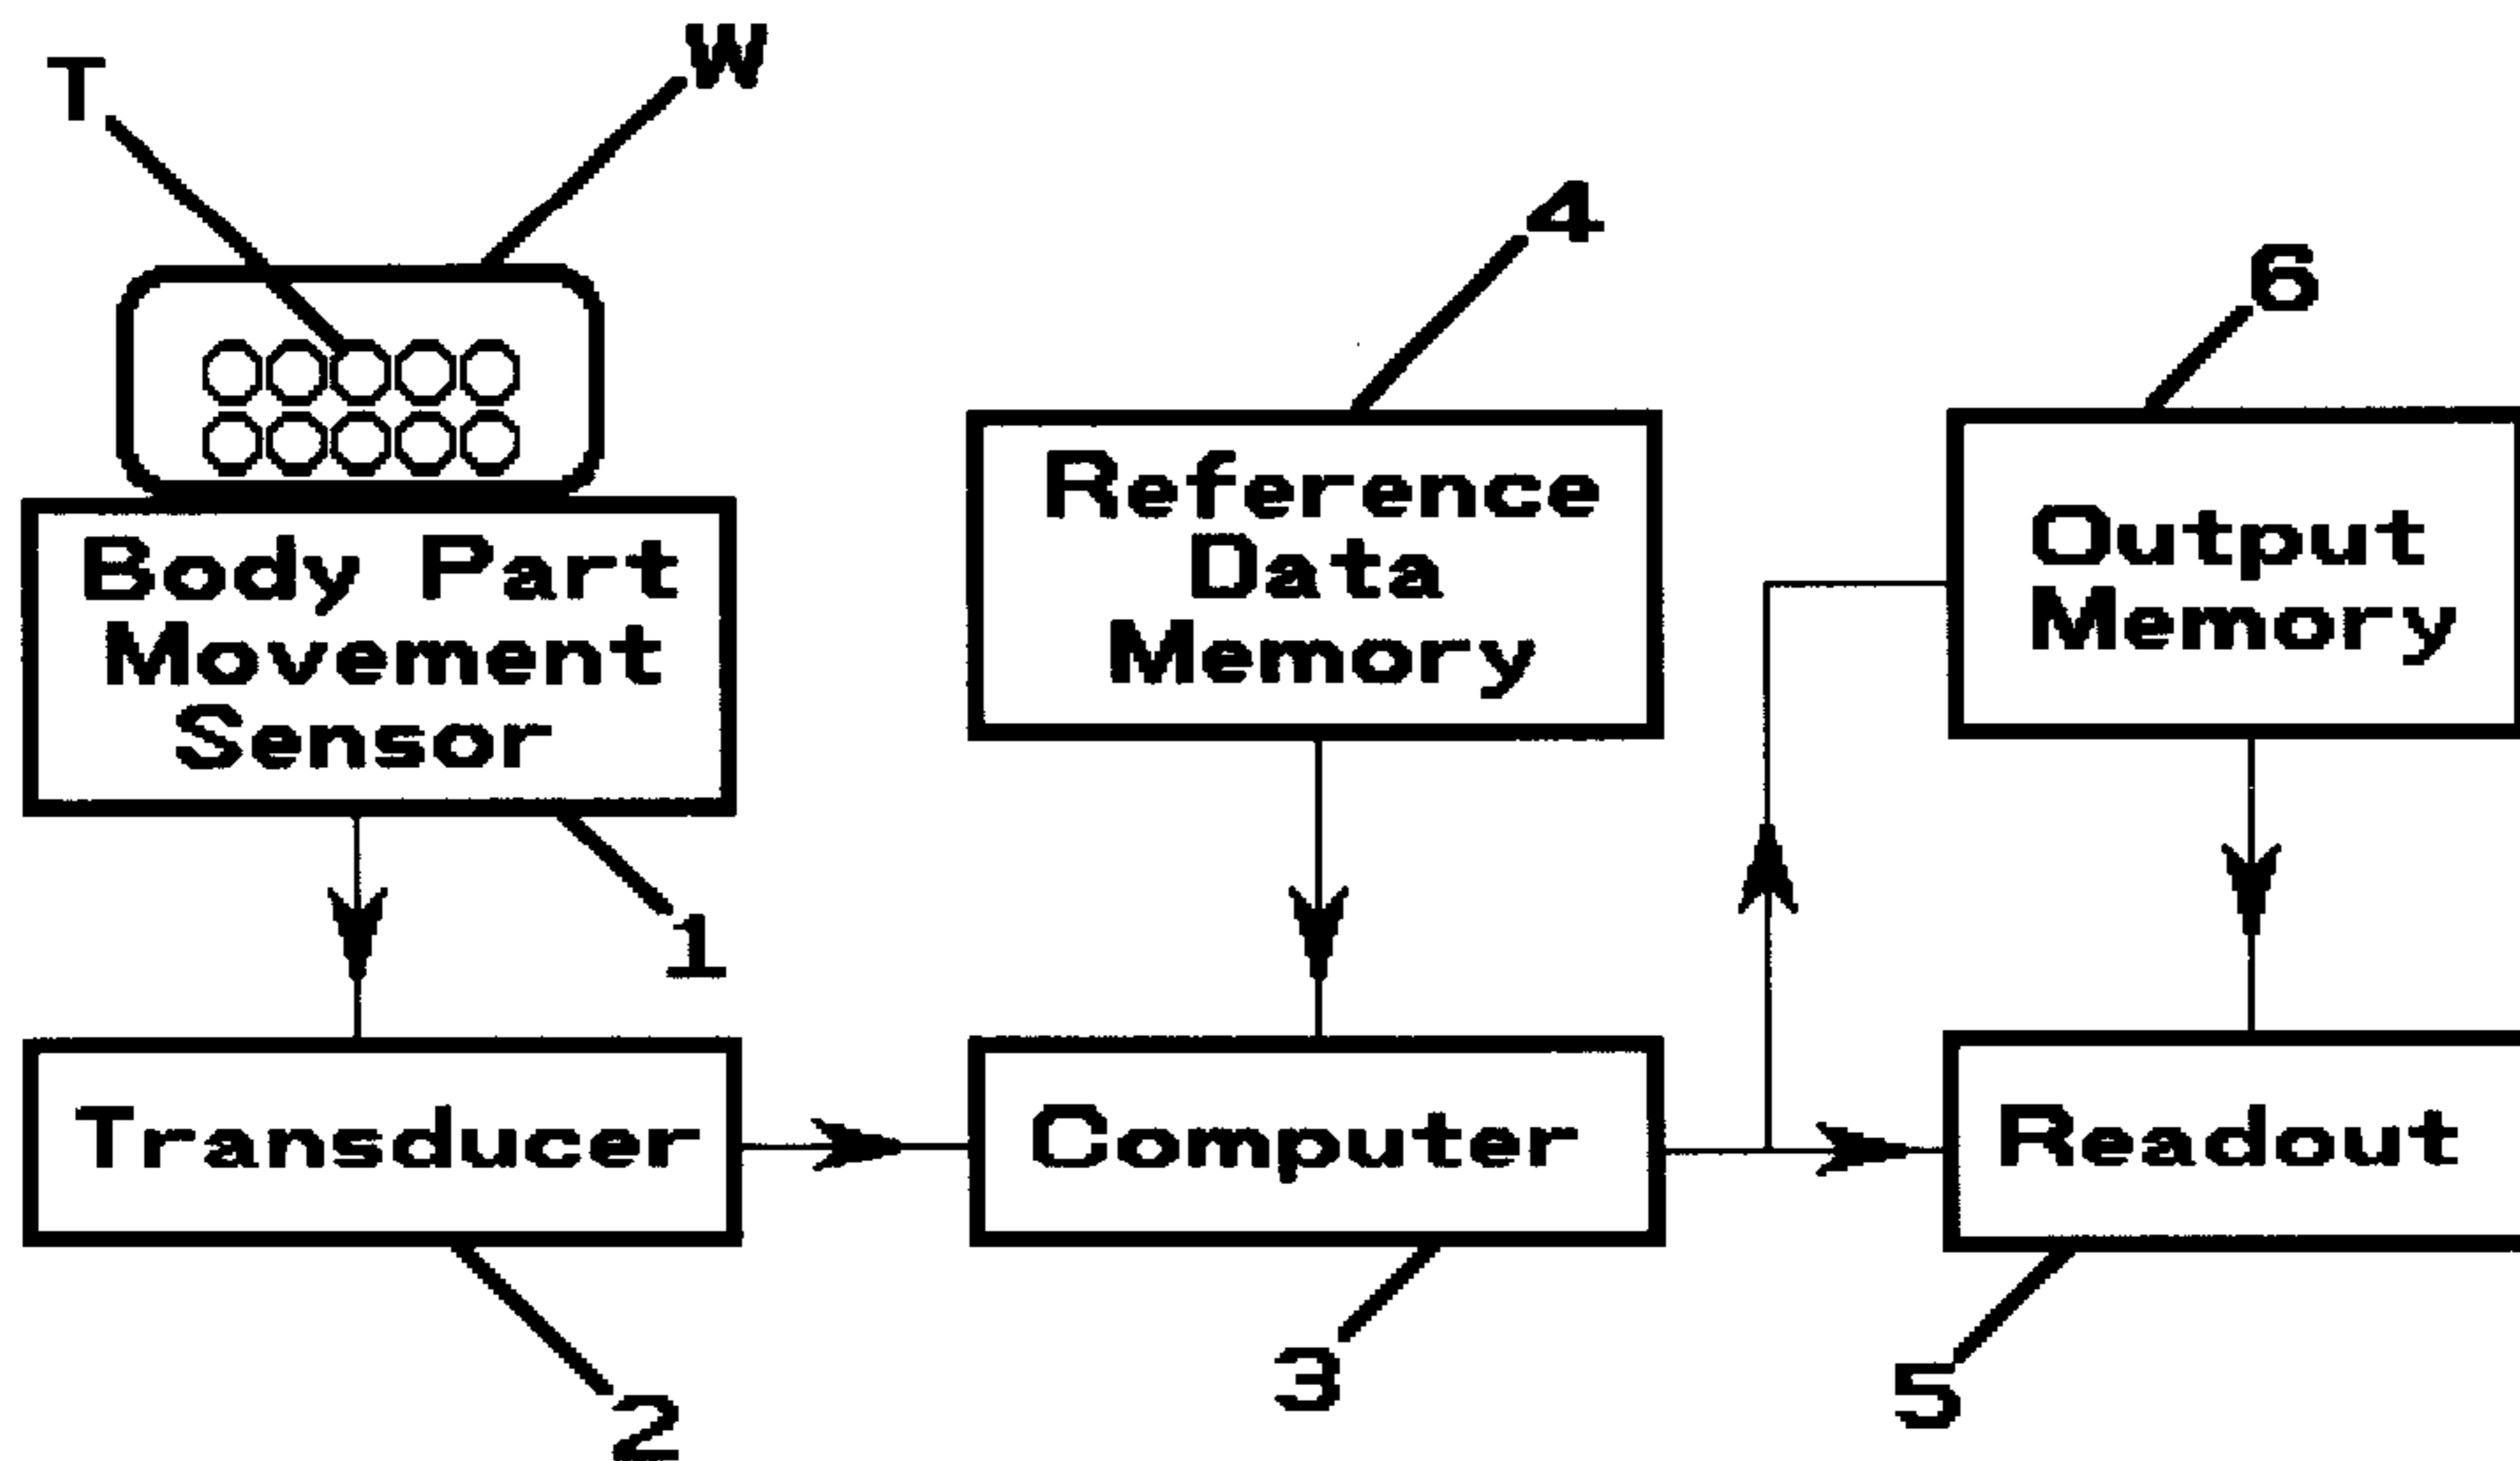 T
W
4
6
Body Part
Movement
Sensor
Reference
Data
Memory
Output
Memory
1
Transducer
Computer
Readout
2
3
5